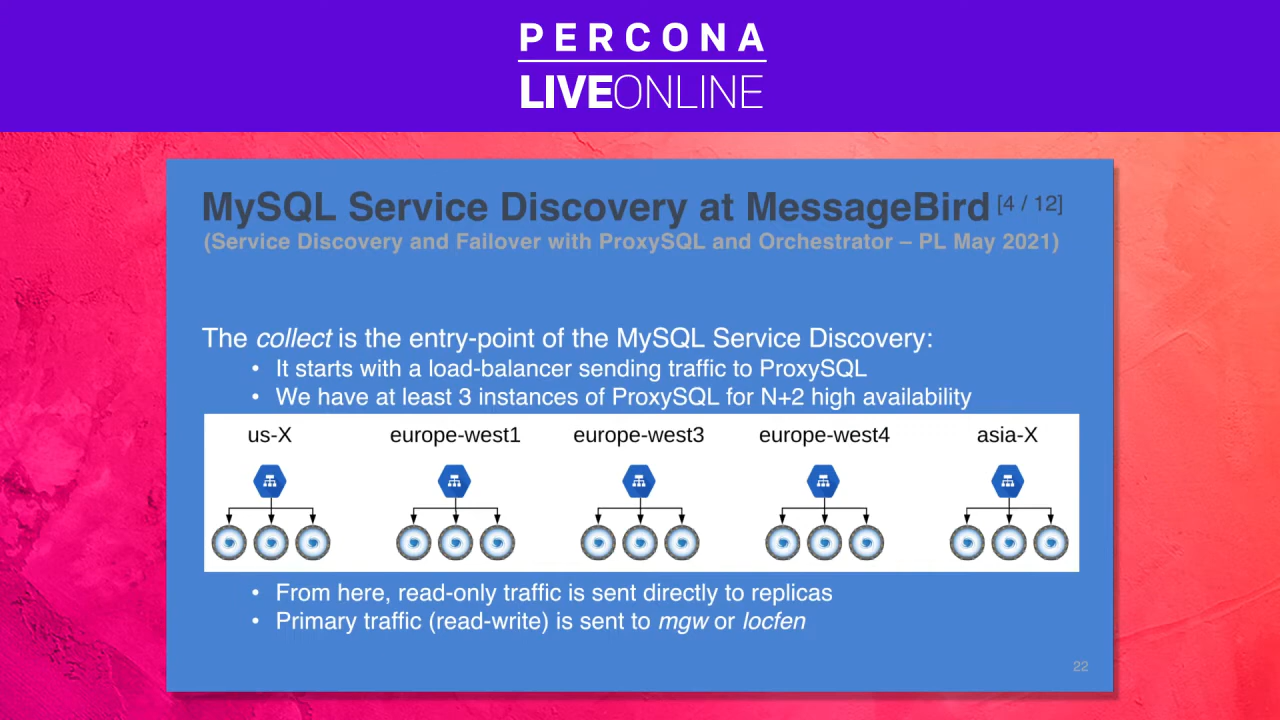 PERCONA
LIVEONLINE
MySQL Service Discovery at MessageBird [4 / 12]
(Service Discovery and Failover with ProxySQL and Orchestrator – PL May 2021)
The collect is the entry-point of the MySQL Service Discovery:
• It starts with a load-balancer sending traffic to ProxySQL
• We have at least 3 instances of ProxySQL for N+2 high availability
us-X europe-west1 europe-west3 europe-west4 asia-X
• From here, read-only traffic is sent directly to replicas
• Primary traffic (read-write) is sent to mgw or locfen
22